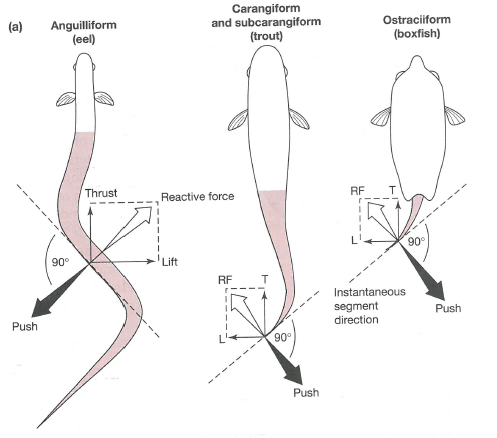 (a)
Anguilliform
(eel)
Carangiform
and subcarangiform
(trout)
Ostraciiform
(boxfish)
Thrust
Reactive force
90°
Lift
Push
RF
T
L
90°
Push
RF
T
L
90°
Instantaneous
segment
direction
Push